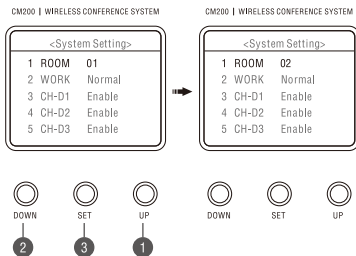 CM200 | WIRELESS CONFERENCE SYSTEM
<System Setting>
1 ROOM 01
2 WORK Normal
3 CH-D1 Enable
4 CH-D2 Enable
5 CH-D3 Enable
DOWN SET UP
2 3 1
CM200 | WIRELESS CONFERENCE SYSTEM
<System Setting>
1 ROOM 02
2 WORK Normal
3 CH-D1 Enable
4 CH-D2 Enable
5 CH-D3 Enable
DOWN SET UP